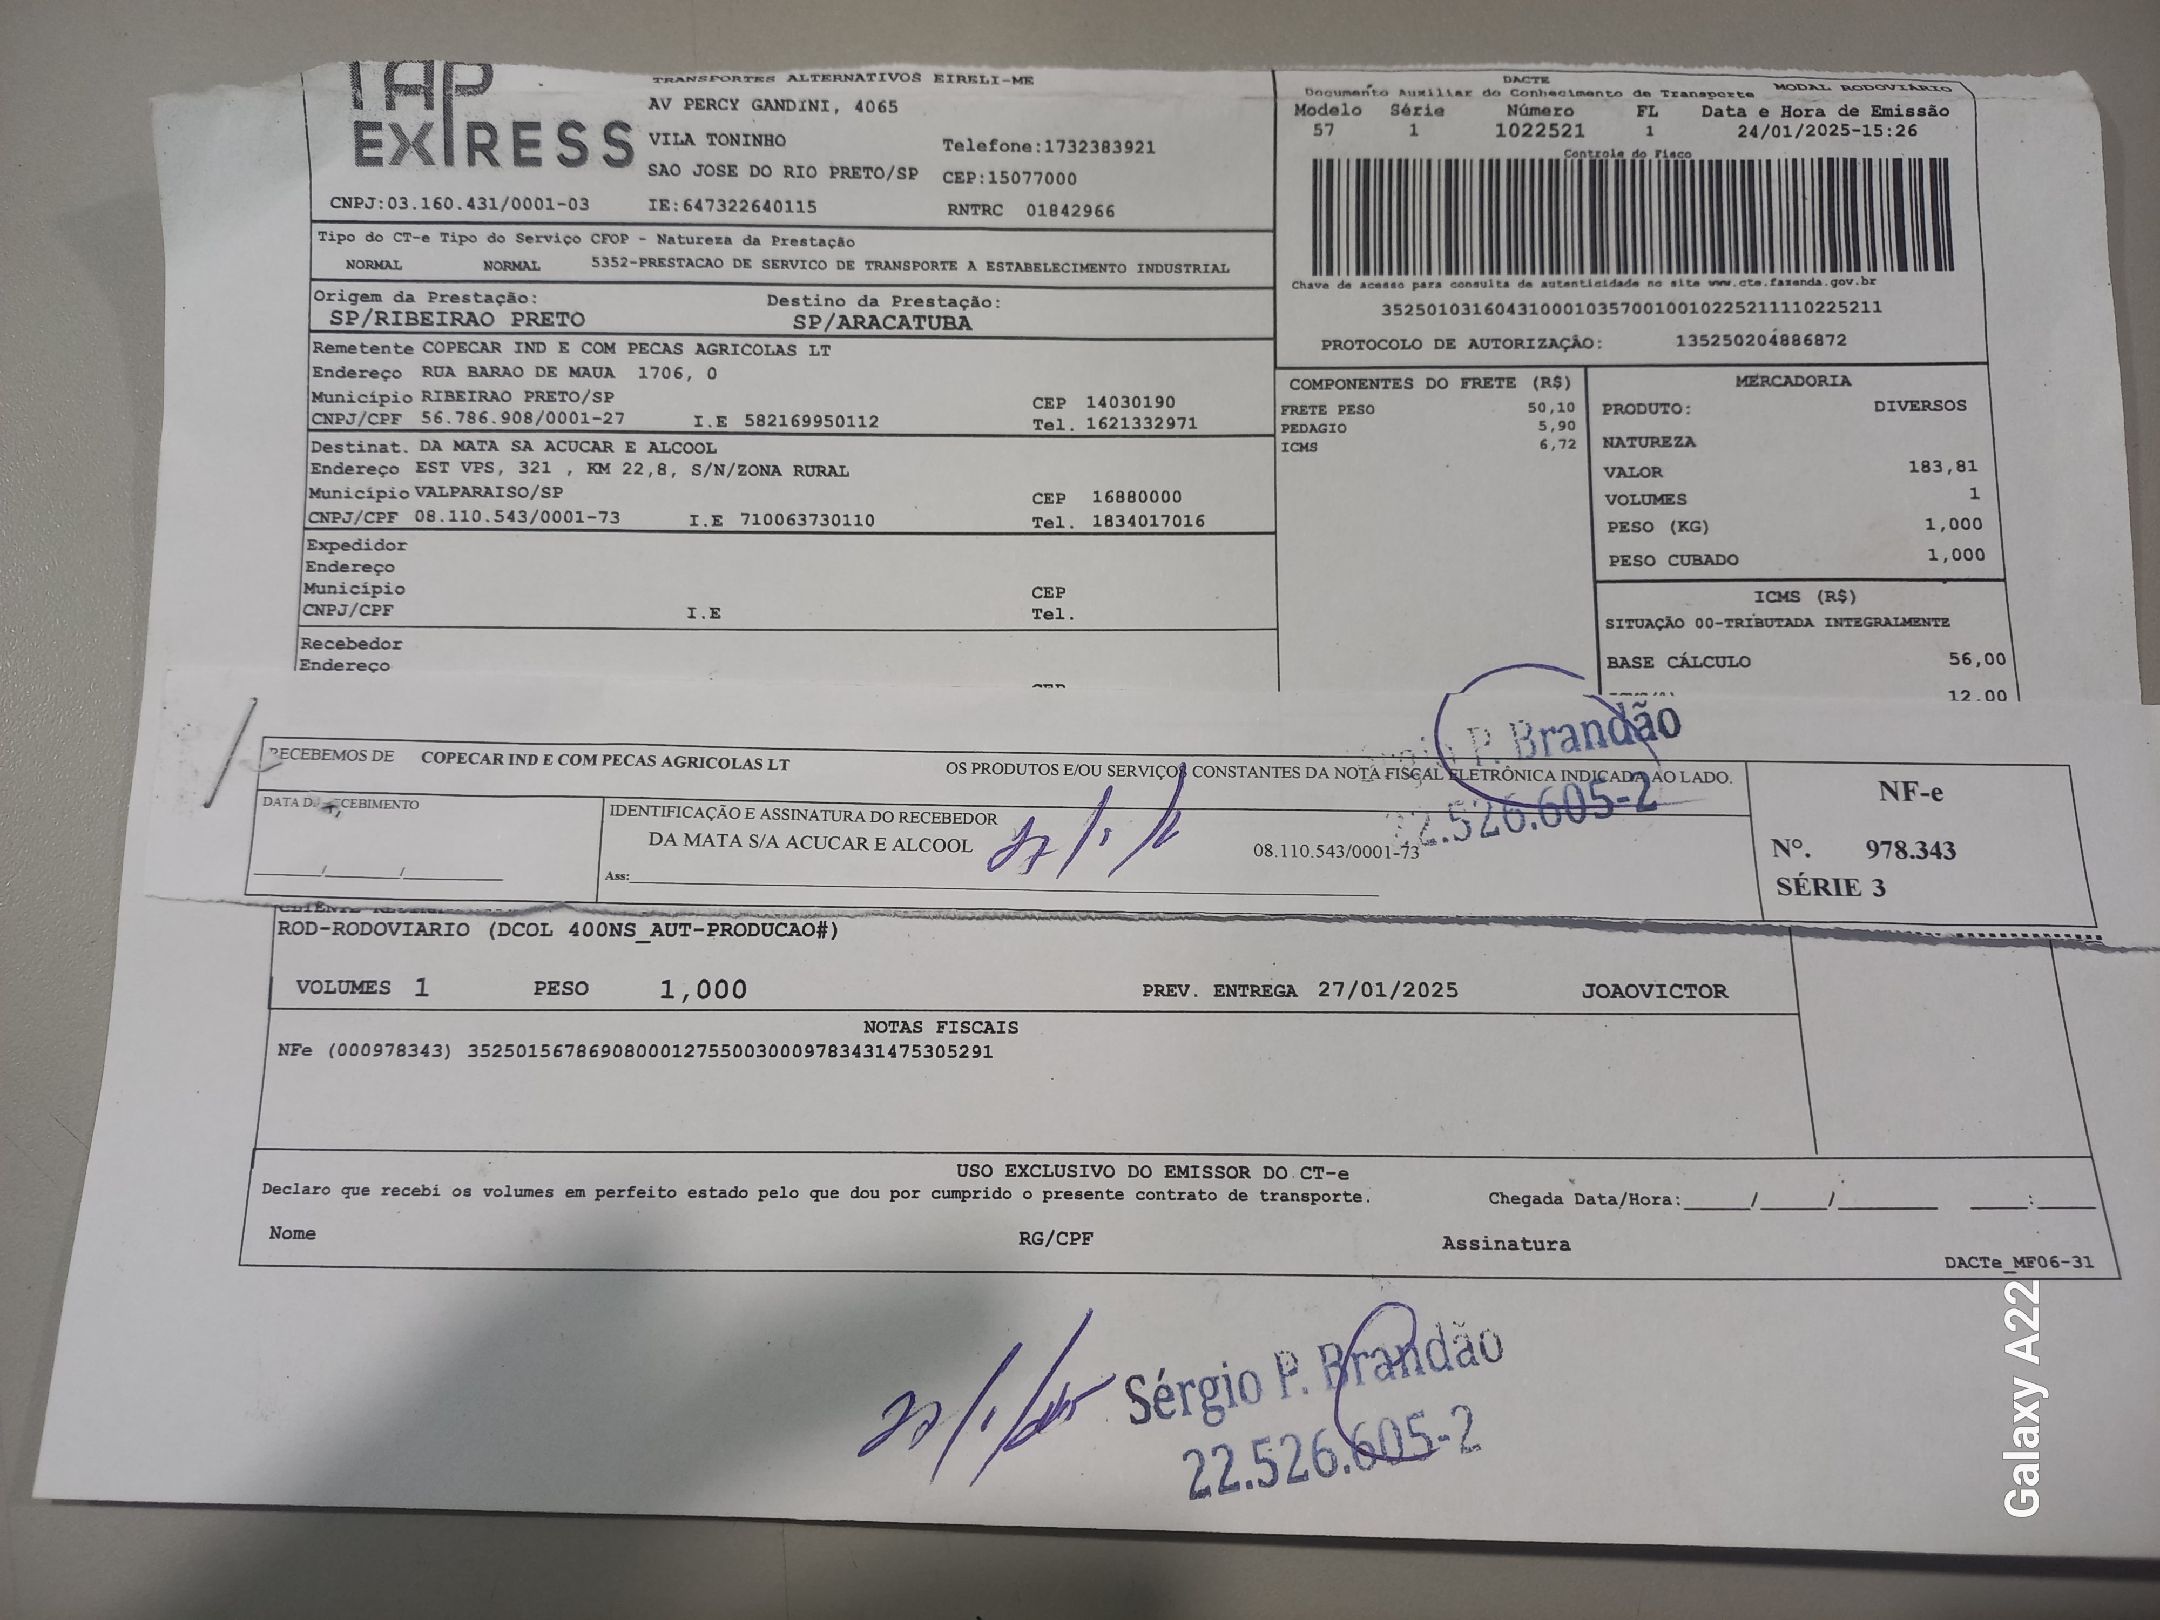 TAP
EXPRESS
TRANSPORTES ALTERNATIVOS EIRELI-ME
AV PERCY GANDINI, 4065
VILA TONINHO Telefone:1732383921
SAO JOSE DO RIO PRETO/SP CEP:15077000
CNPJ:03.160.431/0001-03 IE:647322640115 RNTRC 01842966
DACTE
Documento Auxiliar do Conhecimento de Transporte MODAL RODOVIÁRIO
Modelo Série Número FL Data e Hora de Emissão
57 1 1022521 1 24/01/2025-15:26
Controle do Fisco
Chave de acesso para consulta de autenticidade no site www.cte.fazenda.gov.br
35250103160431000103570010010225211110225211
PROTOCOLO DE AUTORIZAÇÃO: 135250204886872
Tipo do CT-e Tipo do Serviço CFOP - Natureza da Prestação
NORMAL NORMAL 5352-PRESTACAO DE SERVICO DE TRANSPORTE A ESTABELECIMENTO INDUSTRIAL
Origem da Prestação: Destino da Prestação:
SP/RIBEIRAO PRETO SP/ARACATUBA
Remetente COPECAR IND E COM PECAS AGRICOLAS LT
Endereço RUA BARAO DE MAUA 1706, 0
Município RIBEIRAO PRETO/SP CEP 14030190
CNPJ/CPF 56.786.908/0001-27 I.E 582169950112 Tel. 1621332971
Destinat. DA MATA SA ACUCAR E ALCOOL
Endereço EST VPS, 321 , KM 22,8, S/N/ZONA RURAL
Município VALPARAISO/SP CEP 16880000
CNPJ/CPF 08.110.543/0001-73 I.E 710063730110 Tel. 1834017016
Expedidor
Endereço
Município CEP
CNPJ/CPF I.E Tel.
Recebedor
Endereço
CEP
COMPONENTES DO FRETE (R$)
FRETE PESO 50,10
PEDAGIO 5,90
ICMS 6,72
MERCADORIA
PRODUTO: DIVERSOS
NATUREZA
VALOR 183,81
VOLUMES 1
PESO (KG) 1,000
PESO CUBADO 1,000
ICMS (R$)
SITUAÇÃO 00-TRIBUTADA INTEGRALMENTE
BASE CÁLCULO 56,00
12.00
P. Brandão
22.526.605-2
RECEBEMOS DE COPECAR IND E COM PECAS AGRICOLAS LT OS PRODUTOS E/OU SERVIÇOS CONSTANTES DA NOTA FISCAL ELETRÔNICA INDICADA AO LADO.
DATA DE RECEBIMENTO
IDENTIFICAÇÃO E ASSINATURA DO RECEBEDOR
DA MATA S/A ACUCAR E ALCOOL 08.110.543/0001-73
Ass:
NF-e
Nº. 978.343
SÉRIE 3
ROD-RODOVIARIO (DCOL 400NS_AUT-PRODUCAO#)
VOLUMES 1 PESO 1,000 PREV. ENTREGA 27/01/2025 JOAOVICTOR
NOTAS FISCAIS
NFe (000978343) 35250156786908000127550030009783431475305291
USO EXCLUSIVO DO EMISSOR DO CT-e
Declaro que recebi os volumes em perfeito estado pelo que dou por cumprido o presente contrato de transporte. Chegada Data/Hora:_____/_____/_______ ____:____
Nome RG/CPF Assinatura
DACTe_MF06-31
Sérgio P. Brandão
22.526.605-2
Galaxy A22